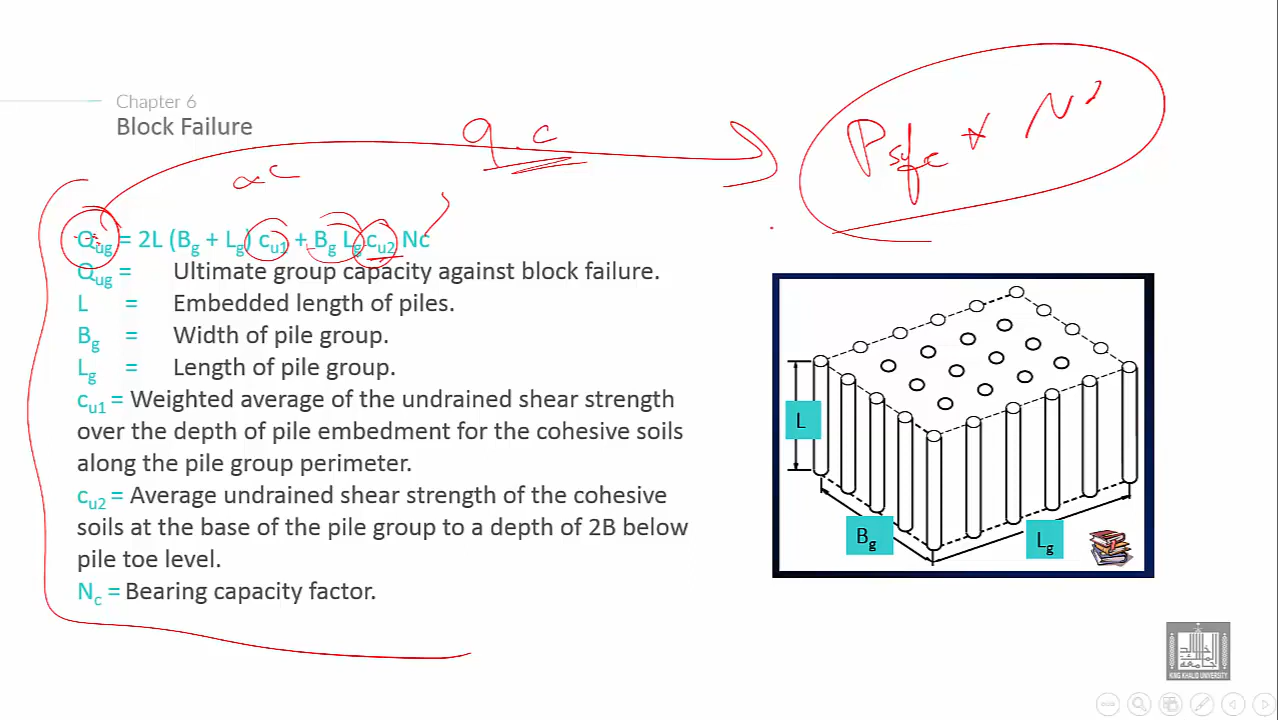 Chapter 6
Block Failure
q.c
αc
Qug = 2L (Bg + Lg) cu1 + Bg Lg cu2 Nc
Qug = Ultimate group capacity against block failure.
L = Embedded length of piles.
Bg = Width of pile group.
Lg = Length of pile group.
cu1 = Weighted average of the undrained shear strength
over the depth of pile embedment for the cohesive soils
along the pile group perimeter.
cu2 = Average undrained shear strength of the cohesive
soils at the base of the pile group to a depth of 2B below
pile toe level.
Nc = Bearing capacity factor.
L
Bg
Lg
KING KHALID UNIVERSITY